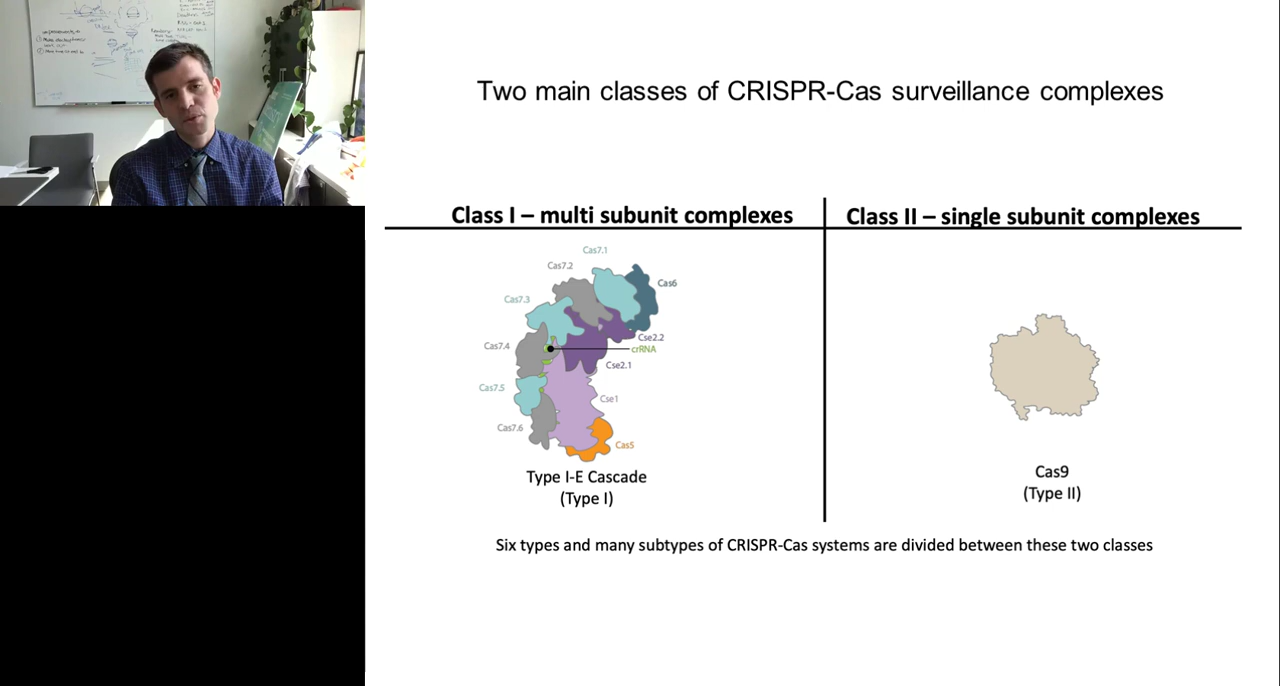 Two main classes of CRISPR-Cas surveillance complexes
Class I – multi subunit complexes
Class II – single subunit complexes
Cas7.1
Cas7.2
Cas6
Cas7.3
Cse2.2
Cas7.4
crRNA
Cse2.1
Cas7.5
Cse1
Cas7.6
Cas5
Type I-E Cascade
(Type I)
Cas9
(Type II)
Six types and many subtypes of CRISPR-Cas systems are divided between these two classes